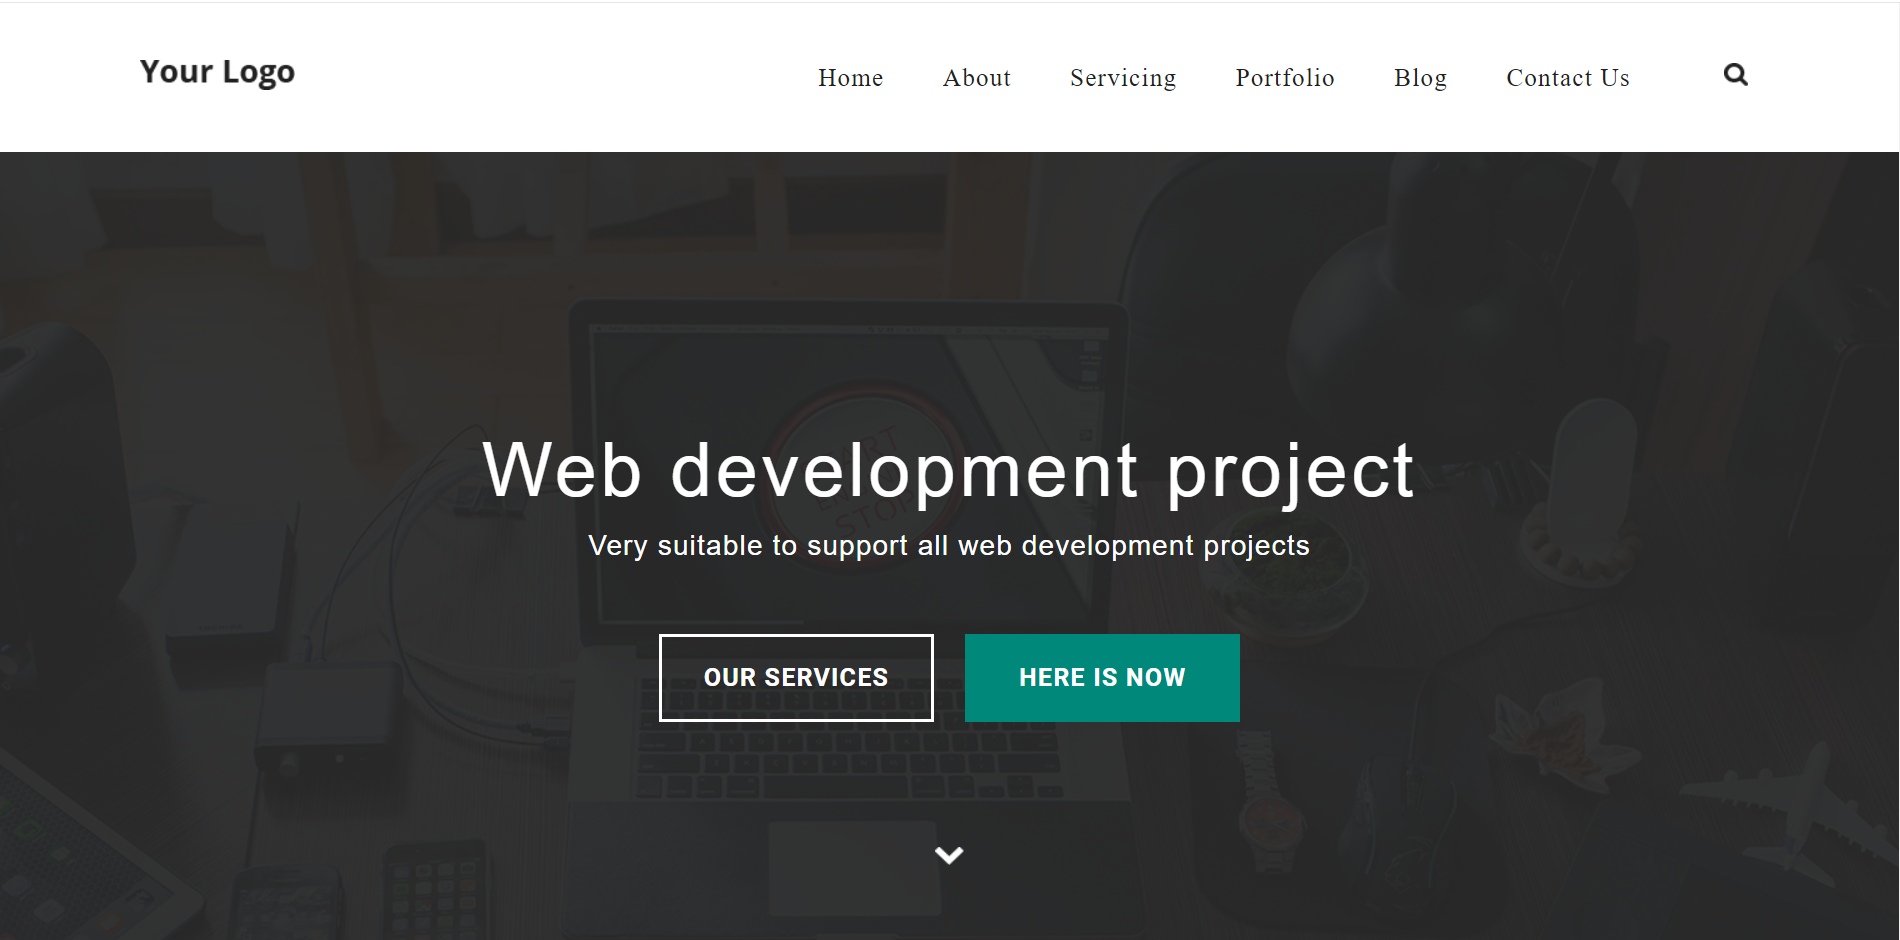 Your Logo
Home About Servicing Portfolio Blog Contact Us
Web development project
Very suitable to support all web development projects
OUR SERVICES HERE IS NOW